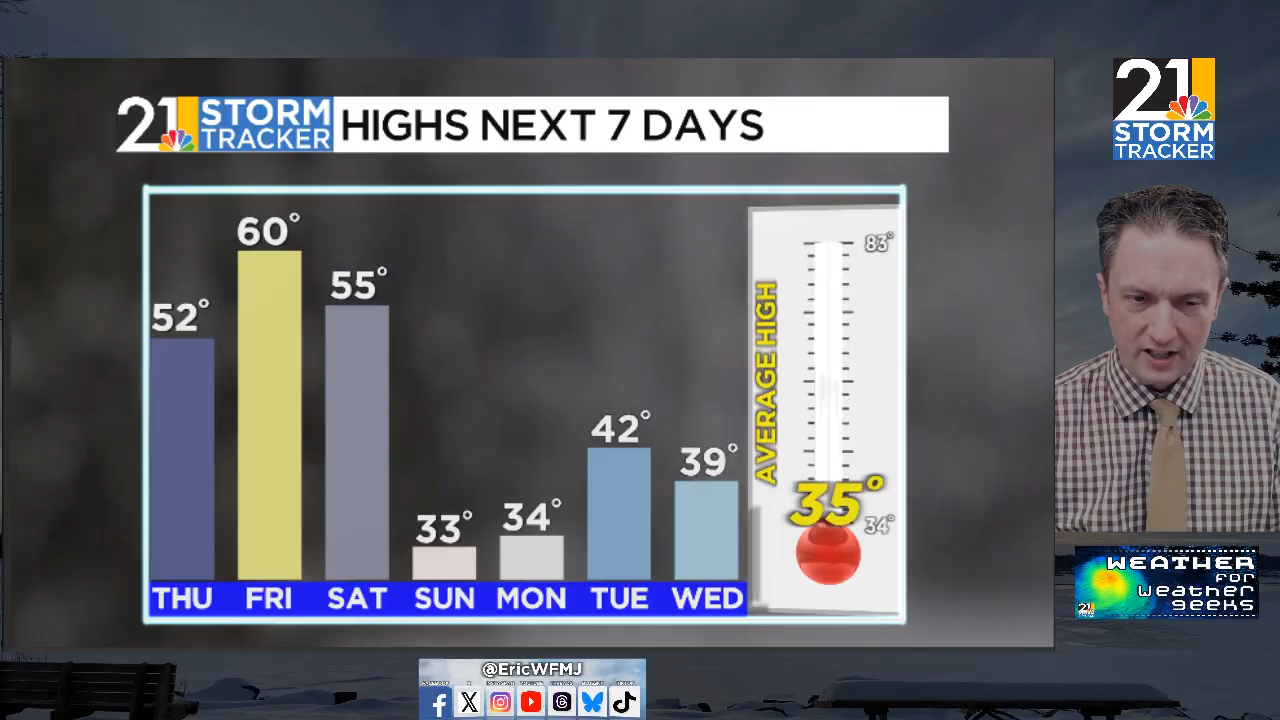 21 STORM TRACKER HIGHS NEXT 7 DAYS
52° 60° 55° 33° 34° 42° 39°
THU FRI SAT SUN MON TUE WED
AVERAGE HIGH
83°
35°
34°
21
STORM
TRACKER
WEATHER
FOR
WEATHER
GEEKS
21
@EricWFMJ